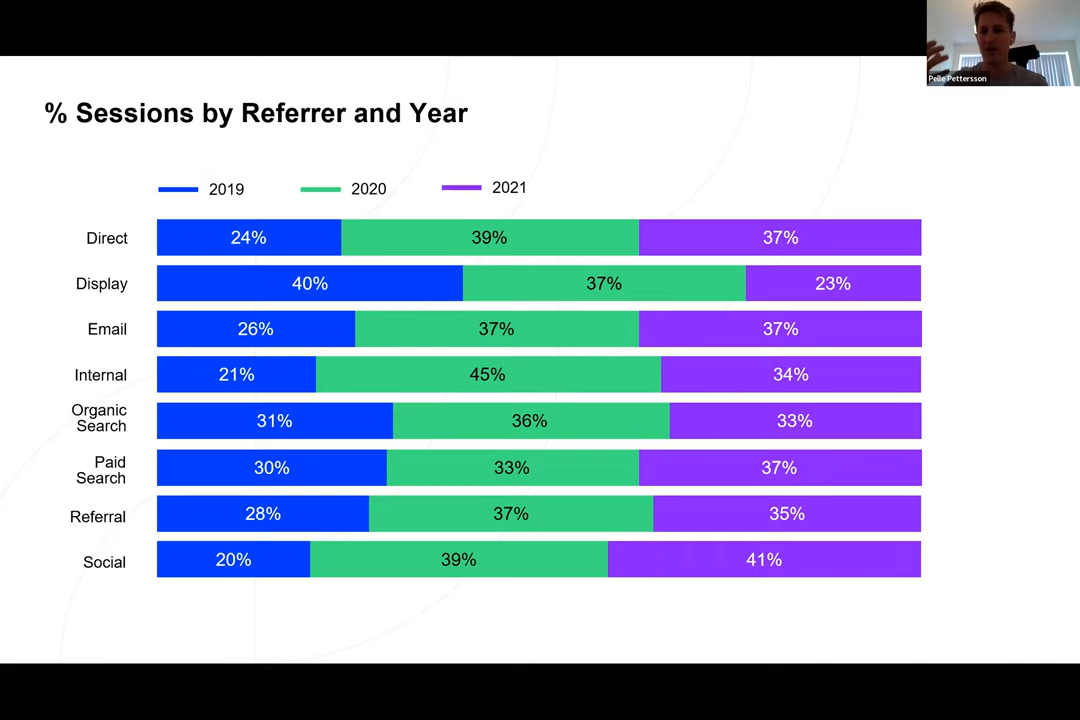 Pelle Pettersson
% Sessions by Referrer and Year
2019 2020 2021
Direct 24% 39% 37%
Display 40% 37% 23%
Email 26% 37% 37%
Internal 21% 45% 34%
Organic
Search 31% 36% 33%
Paid
Search 30% 33% 37%
Referral 28% 37% 35%
Social 20% 39% 41%